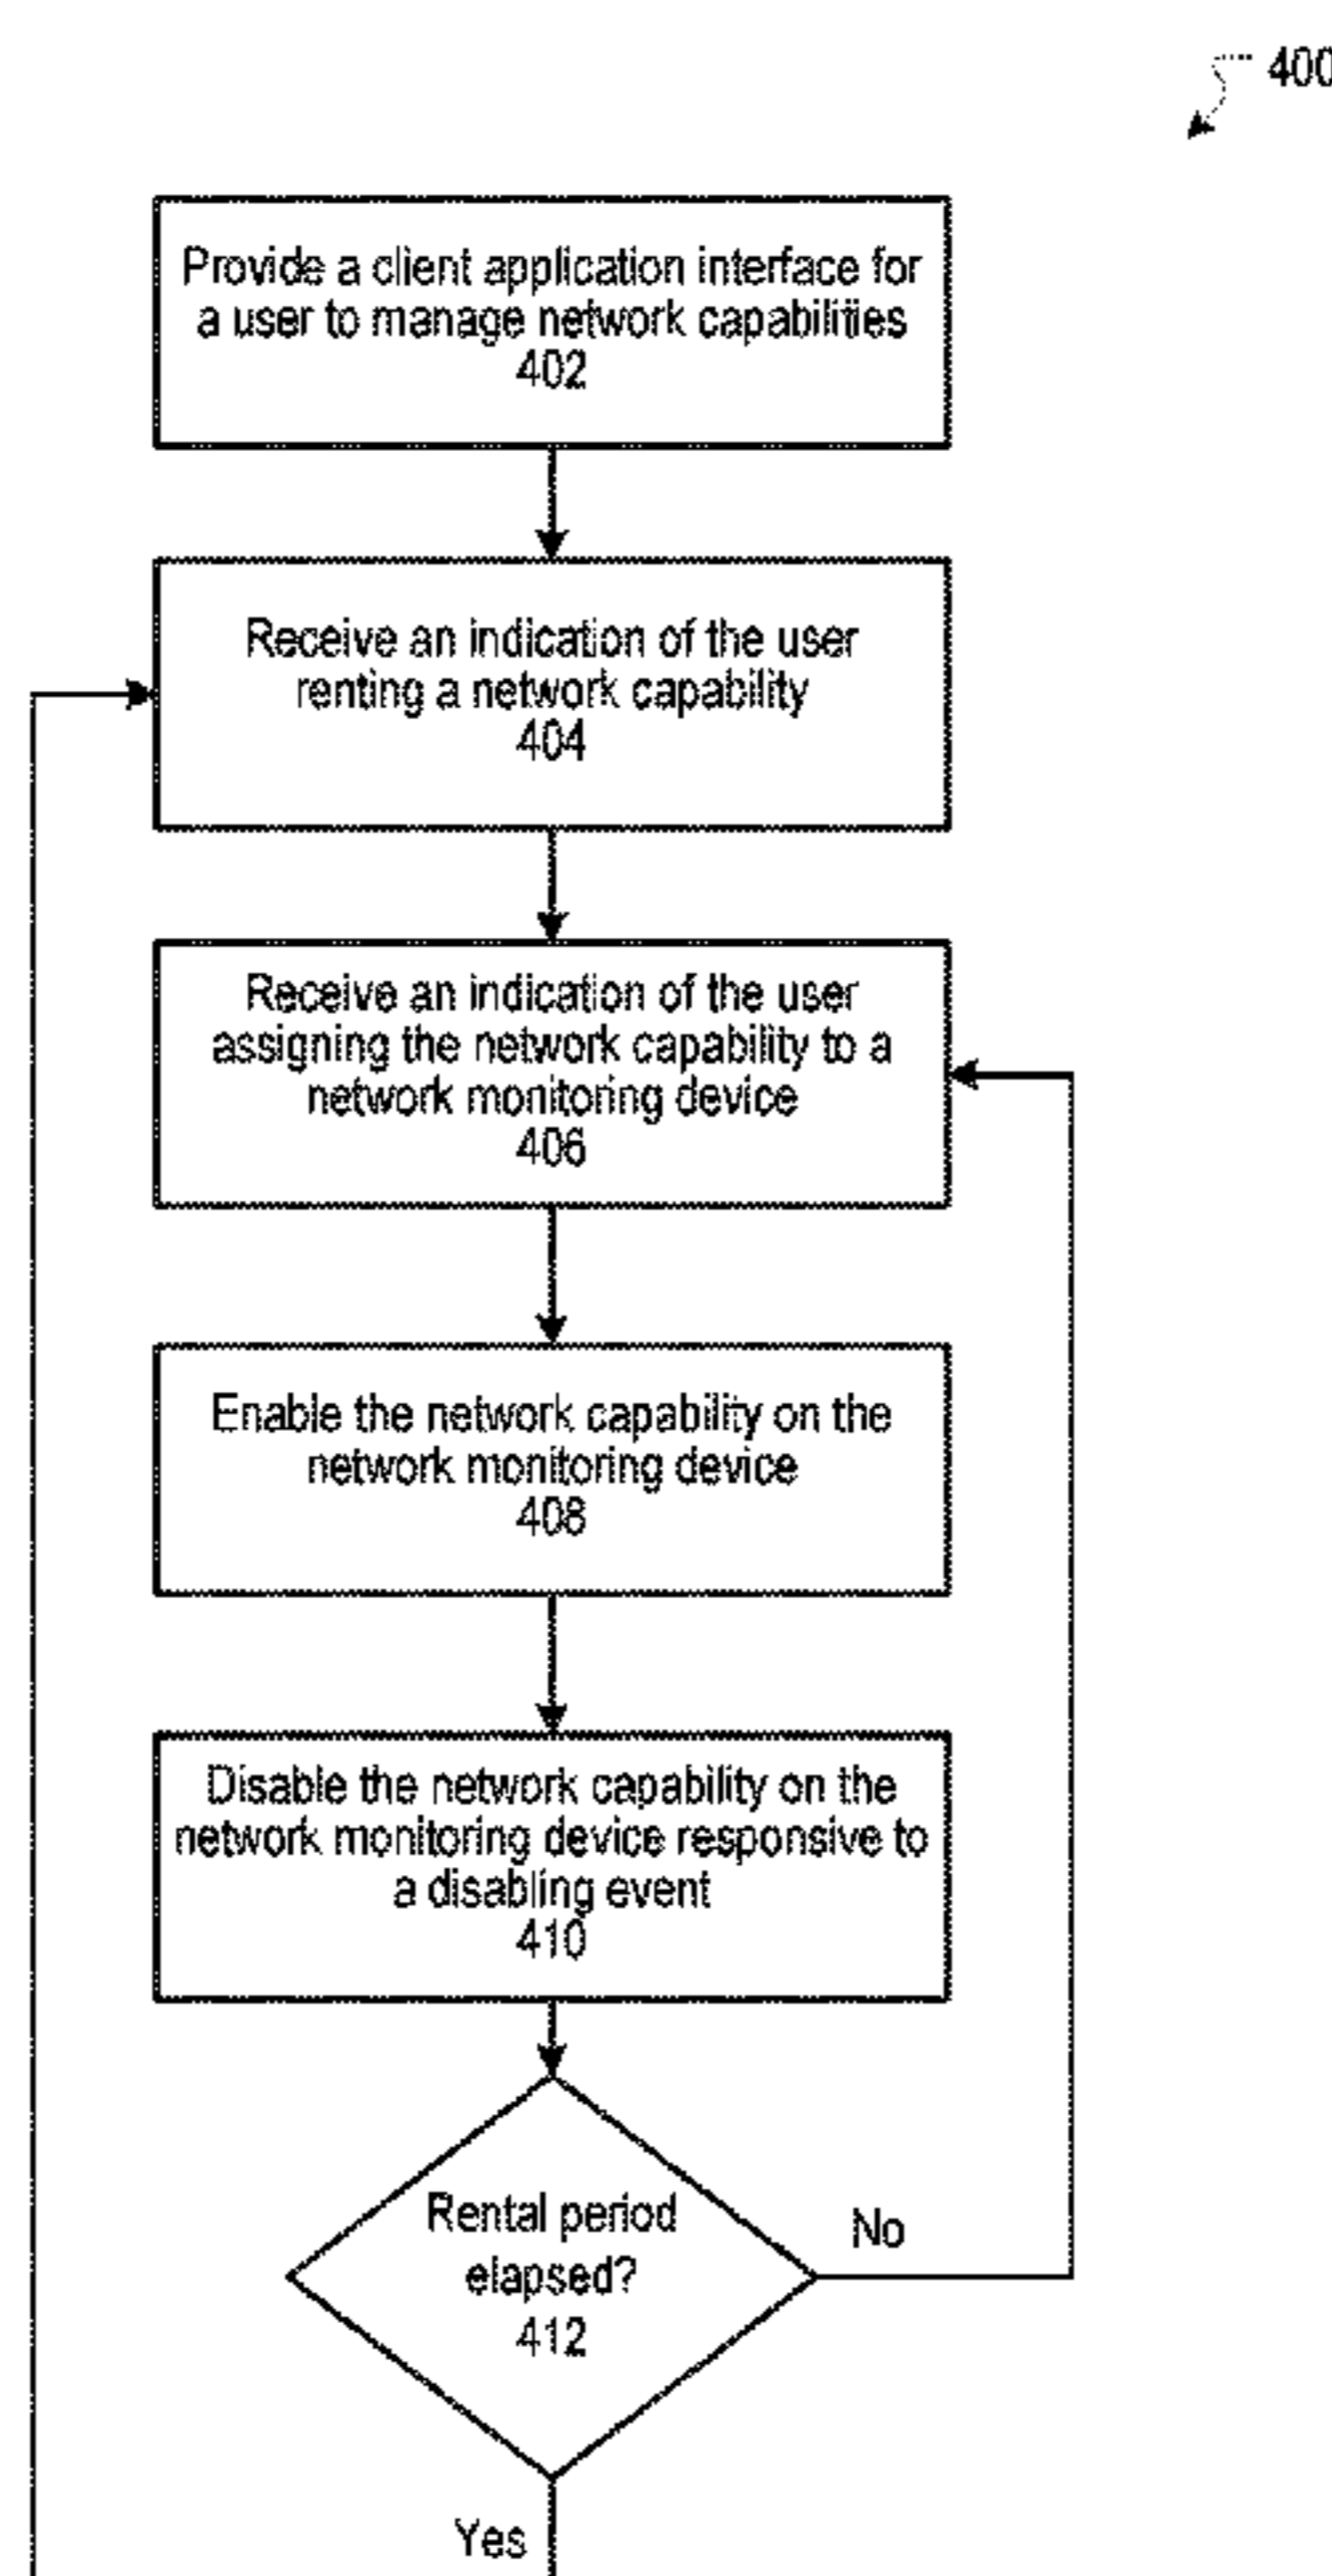 400
Provide a client application interface for
a user to manage network capabilities
402
Receive an indication of the user
renting a network capability
404
Receive an indication of the user
assigning the network capability to a
network monitoring device
406
Enable the network capability on the
network monitoring device
408
Disable the network capability on the
network monitoring device responsive to
a disabling event
410
Rental period
elapsed?
412
No
Yes